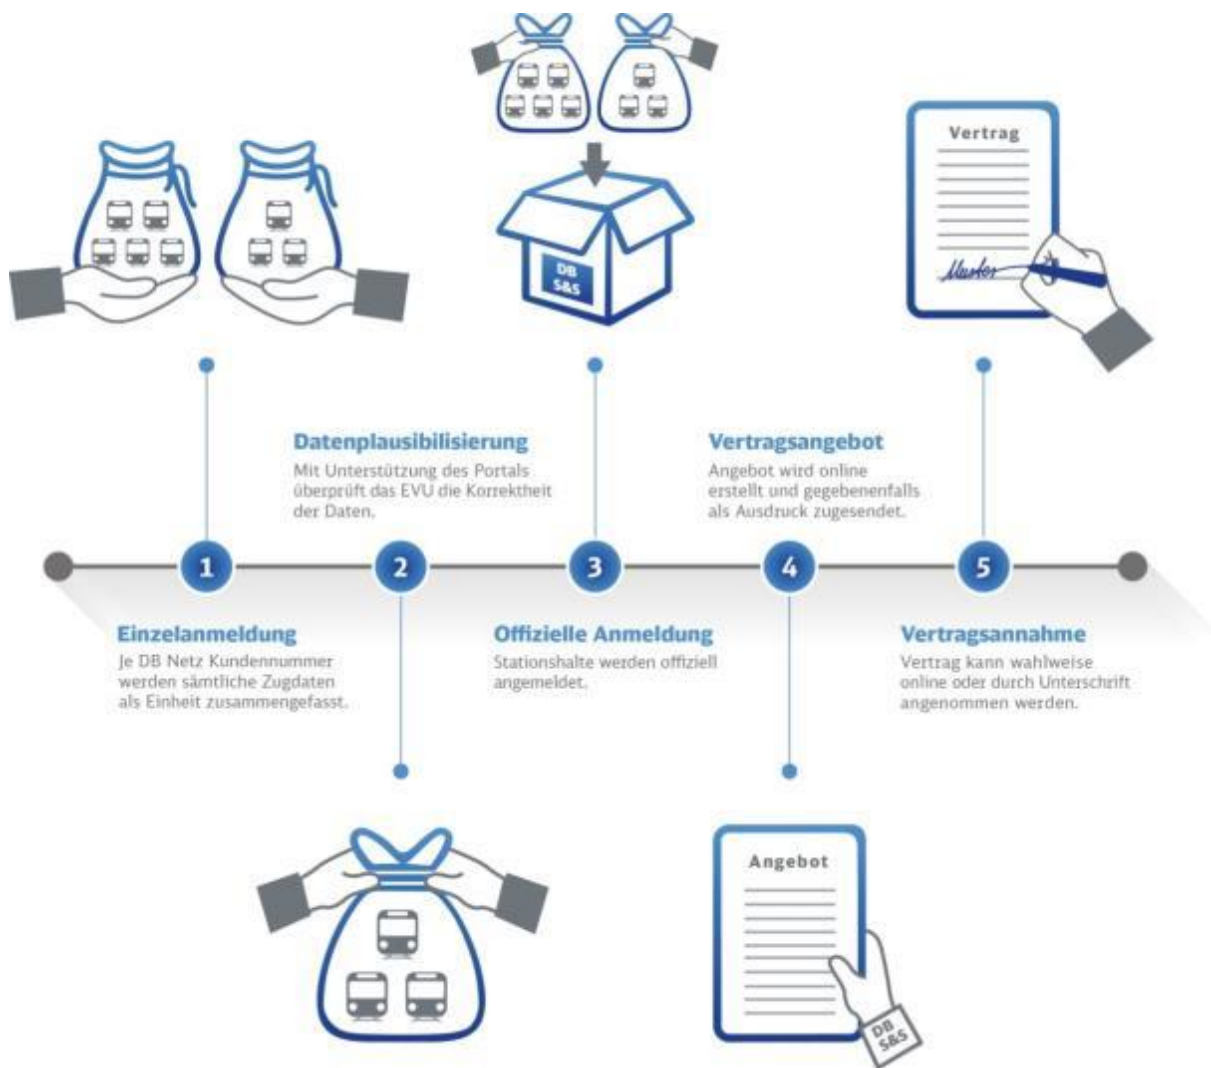 DB
S&S
Vertrag
Muster
Datenplausibilisierung
Mit Unterstützung des Portals
überprüft das EVU die Korrektheit
der Daten.
Vertragsangebot
Angebot wird online
erstellt und gegebenenfalls
als Ausdruck zugesendet.
1
2
3
4
5
Einzelanmeldung
Je DB Netz Kundennummer
werden sämtliche Zugdaten
als Einheit zusammengefasst.
Offizielle Anmeldung
Stationshalte werden offiziell
angemeldet.
Vertragsannahme
Vertrag kann wahlweise
online oder durch Unterschrift
angenommen werden.
Angebot
DB
S&S